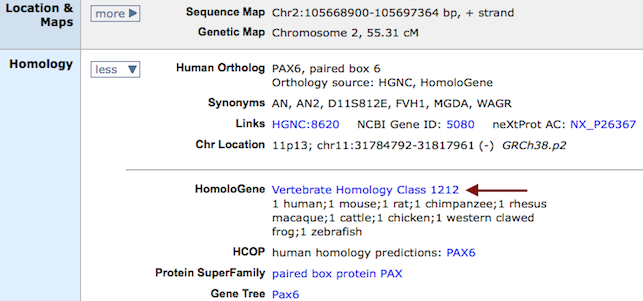 Location & Maps
more
Sequence Map Chr2:105668900-105697364 bp, + strand
Genetic Map Chromosome 2, 55.31 cM
Homology
less
Human Ortholog PAX6, paired box 6
Orthology source: HGNC, HomoloGene
Synonyms AN, AN2, D11S812E, FVH1, MGDA, WAGR
Links HGNC:8620 NCBI Gene ID: 5080 neXtProt AC: NX_P26367
Chr Location 11p13; chr11:31784792-31817961 (-) GRCh38.p2
HomoloGene Vertebrate Homology Class 1212
1 human;1 mouse;1 rat;1 chimpanzee;1 rhesus
macaque;1 cattle;1 chicken;1 western clawed
frog;1 zebrafish
HCOP human homology predictions: PAX6
Protein SuperFamily paired box protein PAX
Gene Tree Pax6